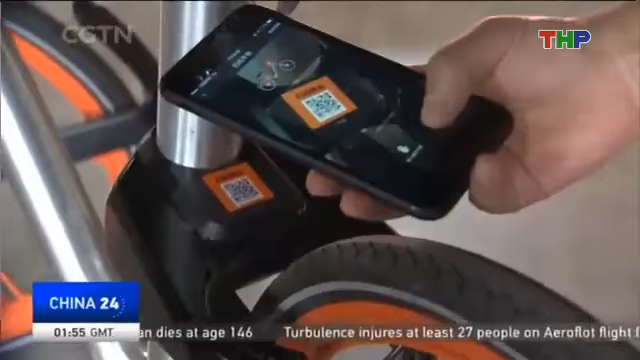 CGTN
THP
CHINA 24
01:55 GMT
an dies at age 146 Turbulence injures at least 27 people on Aeroflot flight f